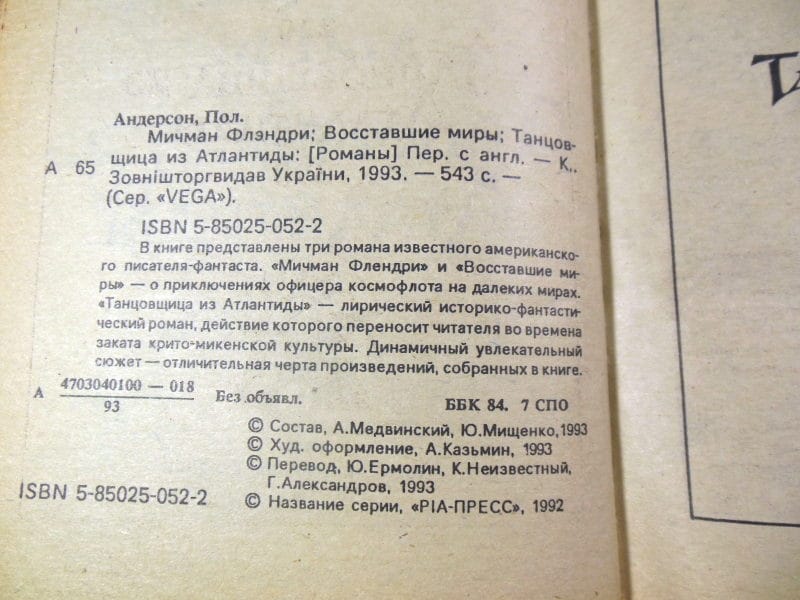 Андерсон, Пол.
Мичман Флэндри; Восставшие миры; Танцов-
щица из Атлантиды: [Романы] Пер. с англ. — К.,
А 65
Зовнішторгвидав України, 1993. — 543 с. —
(Сер. «VEGA»).
ISBN 5-85025-052-2
В книге представлены три романа известного американско-
го писателя-фантаста. «Мичман Флендри» и «Восставшие ми-
ры» — о приключениях офицера космофлота на далеких мирах.
«Танцовщица из Атлантиды» — лирический историко-фантасти-
ческий роман, действие которого переносит читателя во времена
заката крито-микенской культуры. Динамичный увлекательный
сюжет — отличительная черта произведений, собранных в книге.
А 4703040100 — 018
93
Без объявл.
ББК 84. 7 СПО
© Состав, А.Медвинский, Ю.Мищенко,1993
© Худ. оформление, А.Казьмин, 1993
© Перевод, Ю.Ермолин, К.Неизвестный,
Г.Александров, 1993
ISBN 5-85025-052-2
© Название серии, «РІА-ПРЕСС», 1992